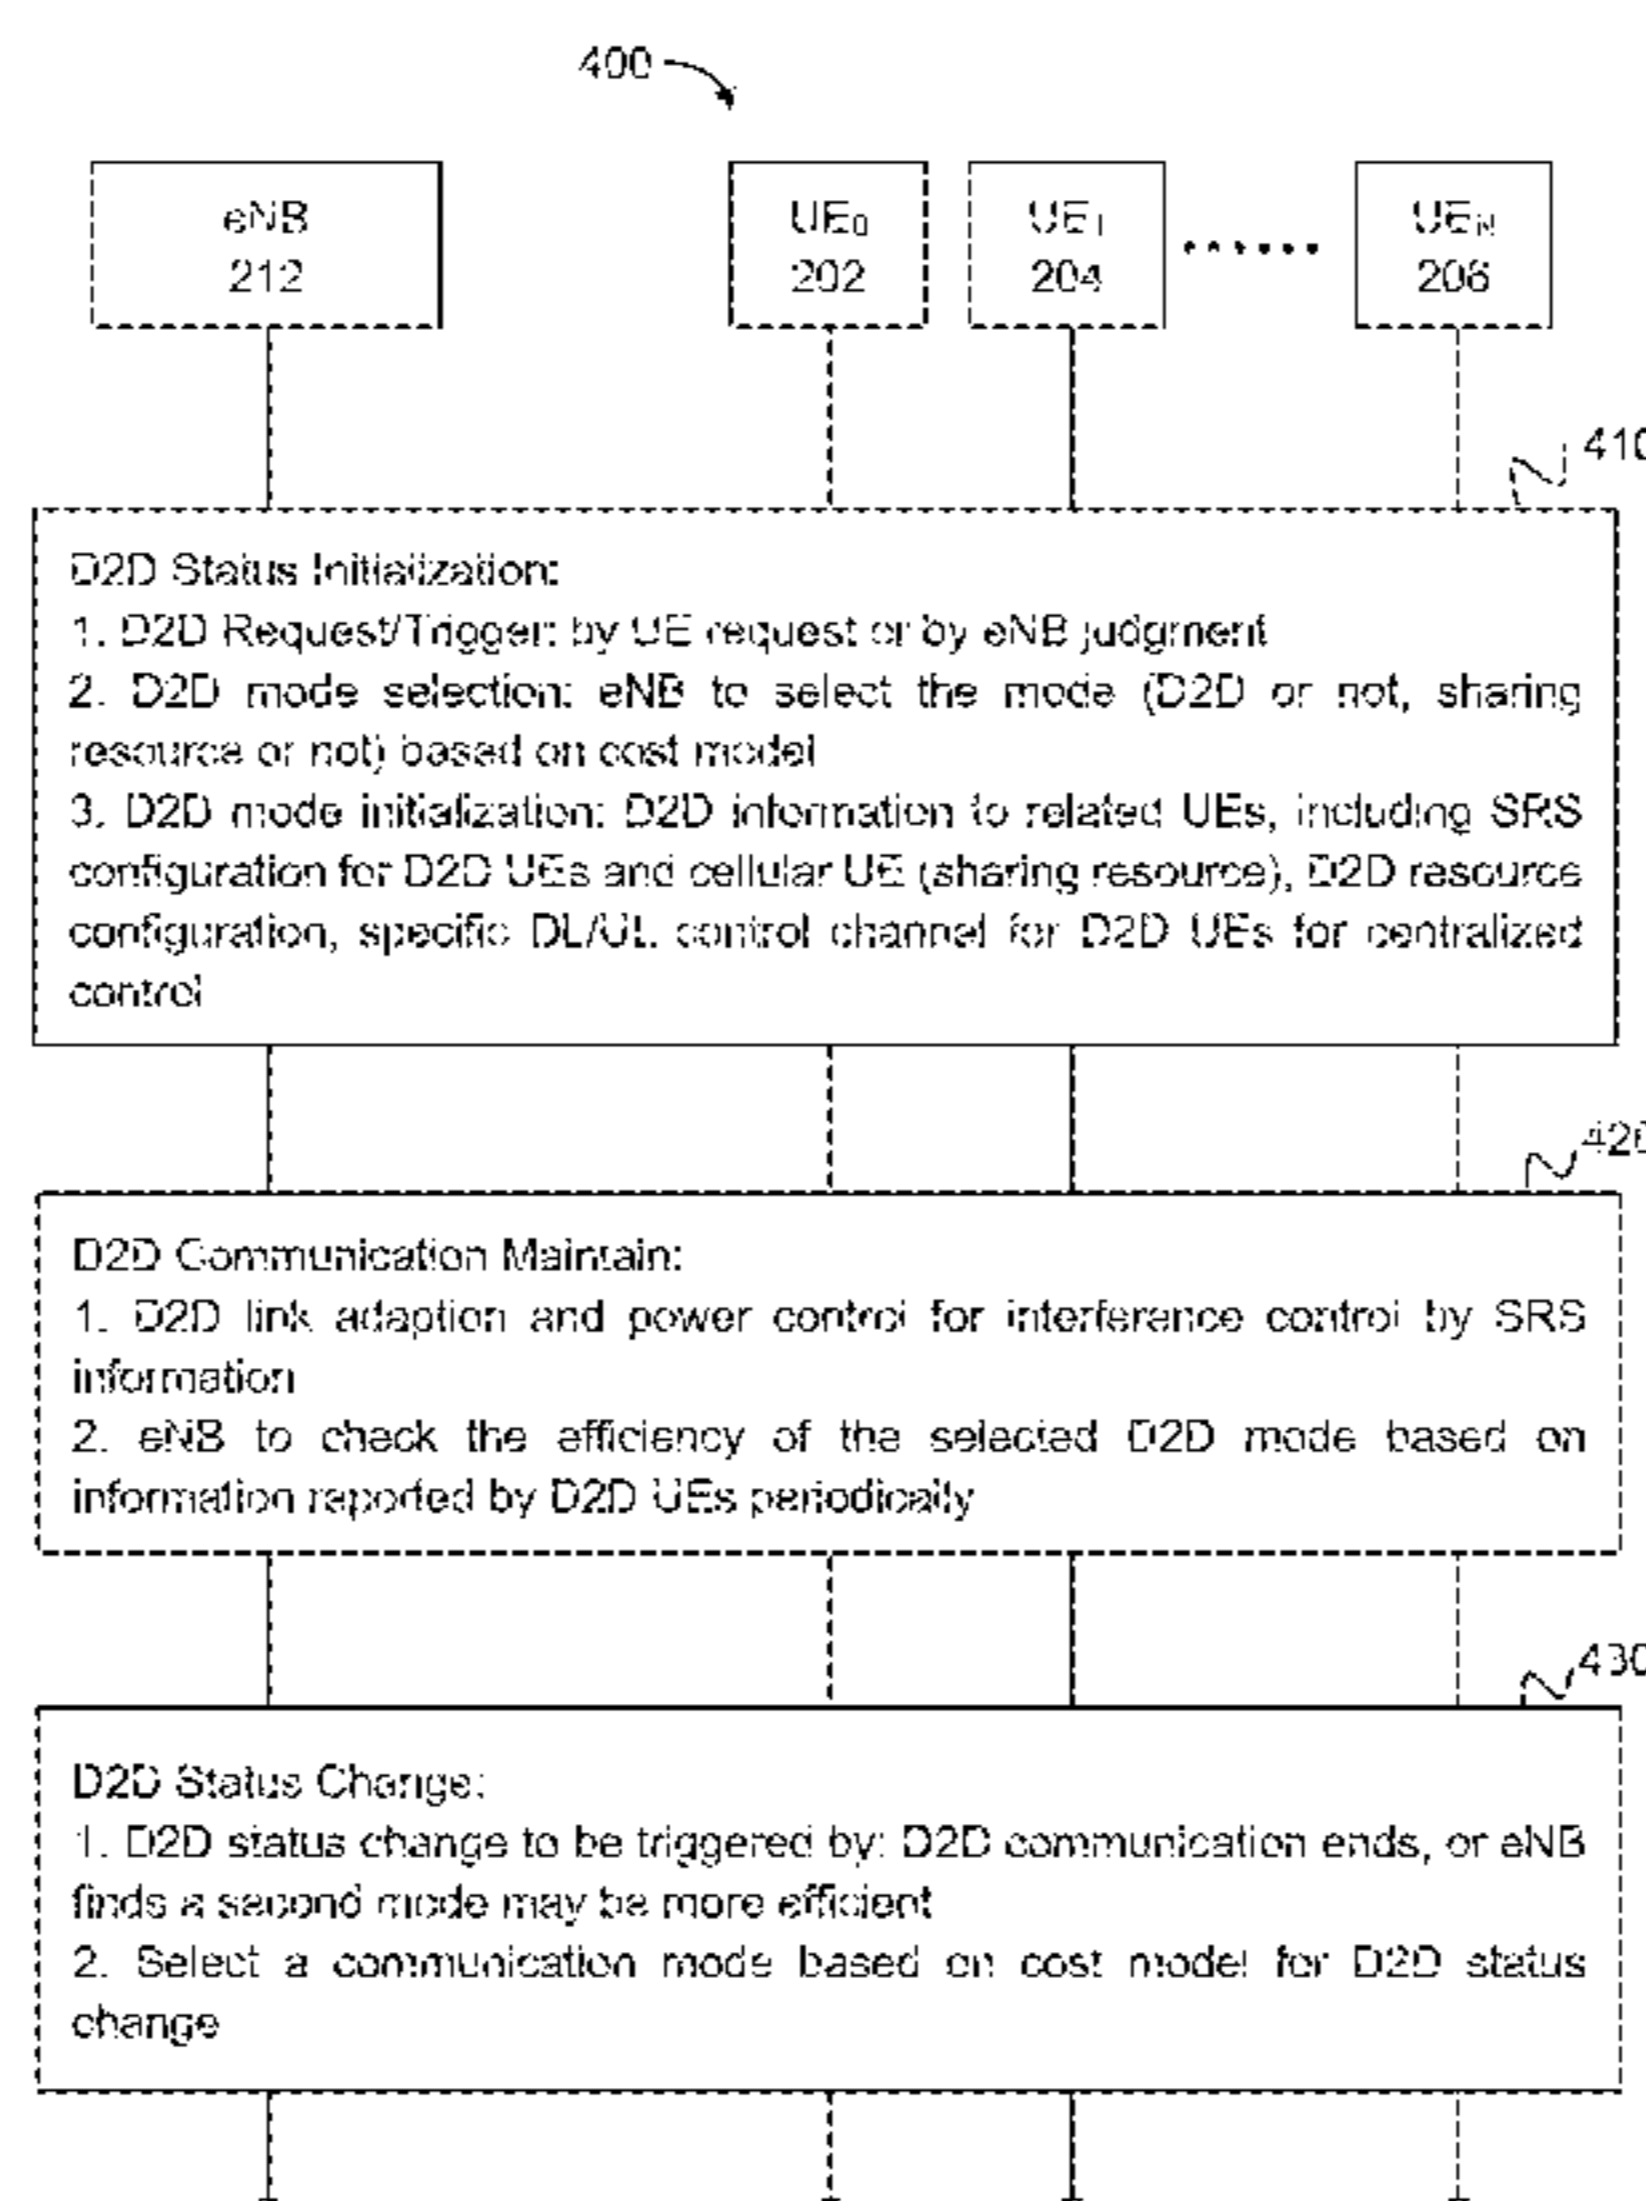 400
eNB
212
UE0
202
UE1
204
UEN
206
410
D2D Status Initialization:
1. D2D Request/Trigger: by UE request or by eNB judgment
2. D2D mode selection: eNB to select the mode (D2D or not, sharing
resource or not) based on cost model
3. D2D mode initialization: D2D information to related UEs, including SRS
configuration for D2D UEs and cellular UE (sharing resource), D2D resource
configuration, specific DL/UL control channel for D2D UEs for centralized
control
420
D2D Communication Maintain:
1. D2D link adaption and power control for interference control by SRS
information
2. eNB to check the efficiency of the selected D2D mode based on
information reported by D2D UEs periodically
430
D2D Status Change:
1. D2D status change to be triggered by: D2D communication ends, or eNB
finds a second mode may be more efficient
2. Select a communication mode based on cost model for D2D status
change